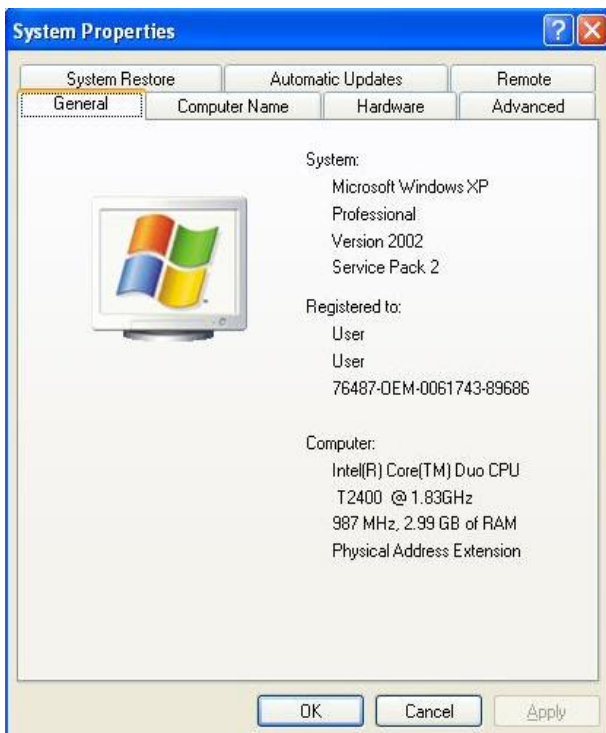 System Properties
System Restore
Automatic Updates
Remote
General
Computer Name
Hardware
Advanced
System:
Microsoft Windows XP
Professional
Version 2002
Service Pack 2
Registered to:
User
User
76487-OEM-0061743-89686
Computer:
Intel(R) Core(TM) Duo CPU
T2400 @ 1.83GHz
987 MHz, 2.99 GB of RAM
Physical Address Extension
OK
Cancel
Apply